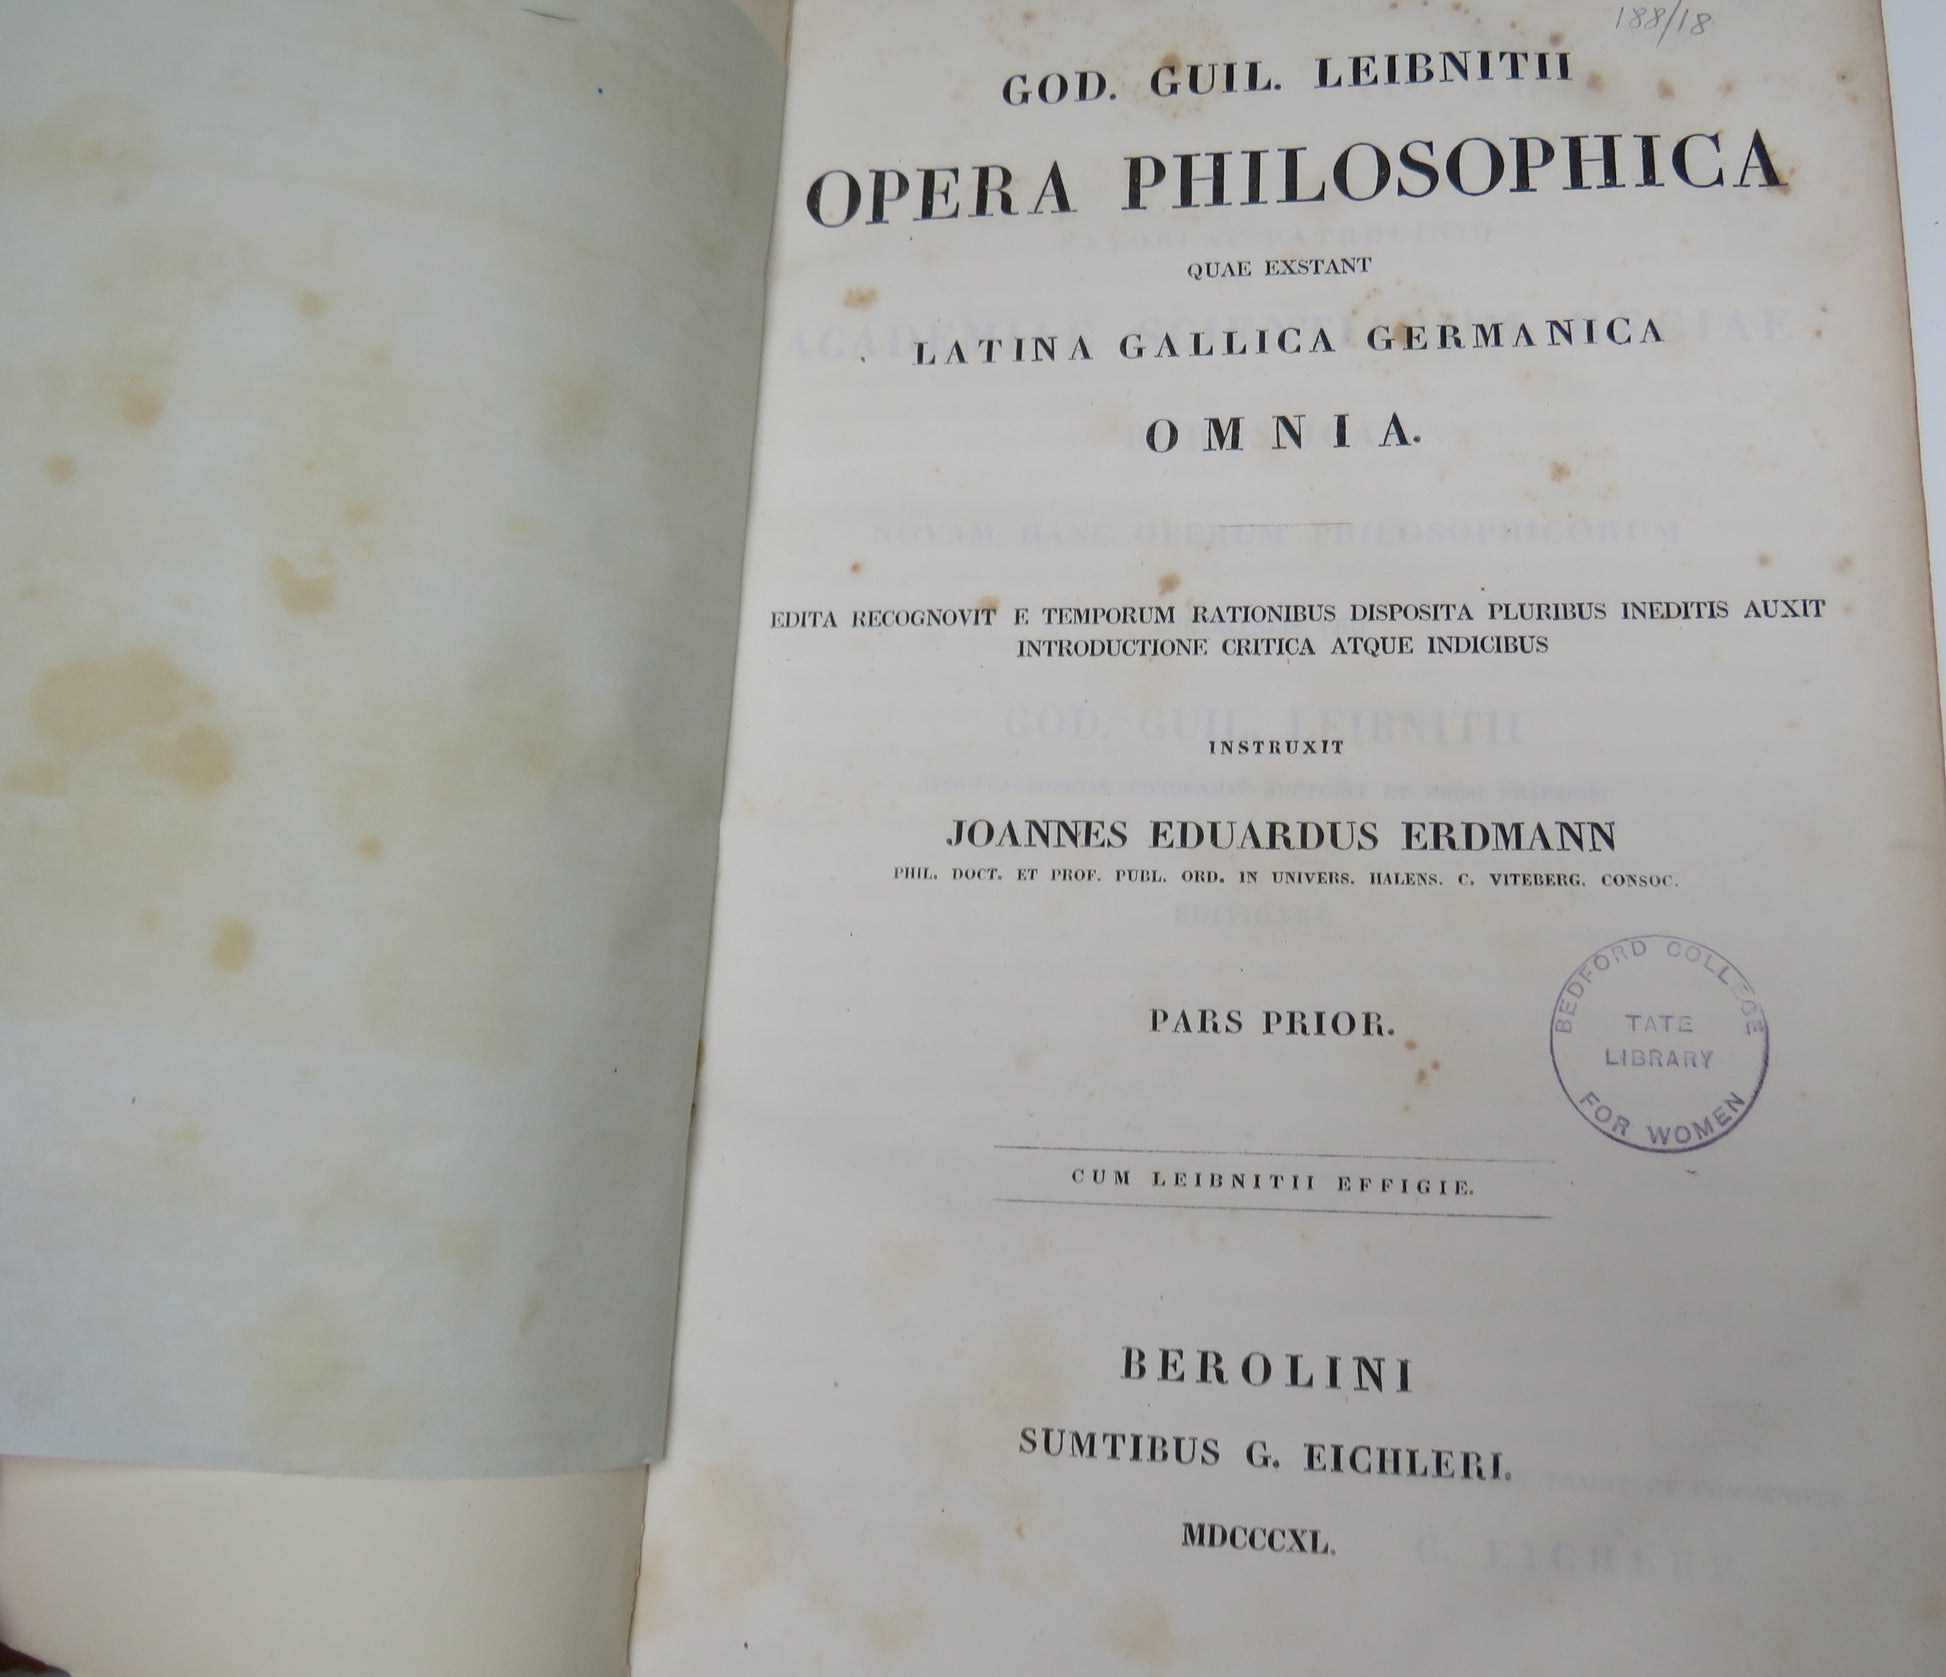 188/18
GOD. GUIL. LEIBNITII
OPERA PHILOSOPHICA
QUAE EXSTANT
LATINA GALLICA GERMANICA
OMNIA.
EDITA RECOGNOVIT E TEMPORUM RATIONIBUS DISPOSITA PLURIBUS INEDITIS AUXIT
INTRODUCTIONE CRITICA ATQUE INDICIBUS
INSTRUXIT
JOANNES EDUARDUS ERDMANN
PHIL. DOCT. ET PROF. PUBL. ORD. IN UNIVERS. HALENS. C. VITEBERG. CONSOC.
PARS PRIOR.
BEDFORD COLLEGE
TATE
LIBRARY
FOR WOMEN
CUM LEIBNITII EFFIGIE.
BEROLINI
SUMTIBUS G. EICHLERI.
MDCCCXL.